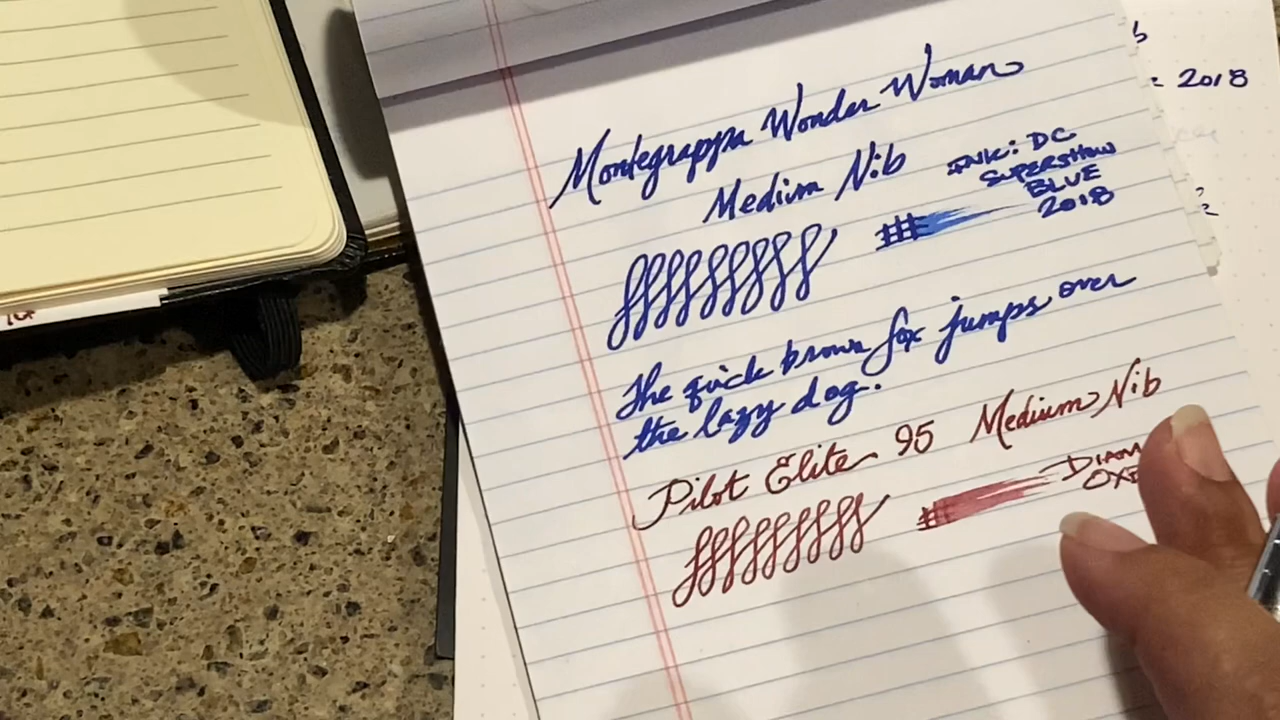 Montegrappa Wonder Woman
Medium Nib
INK: DC
SUPERSHOW
BLUE
2018
The quick brown fox jumps over
the lazy dog.
Pilot Elite 95 Medium Nib
2018